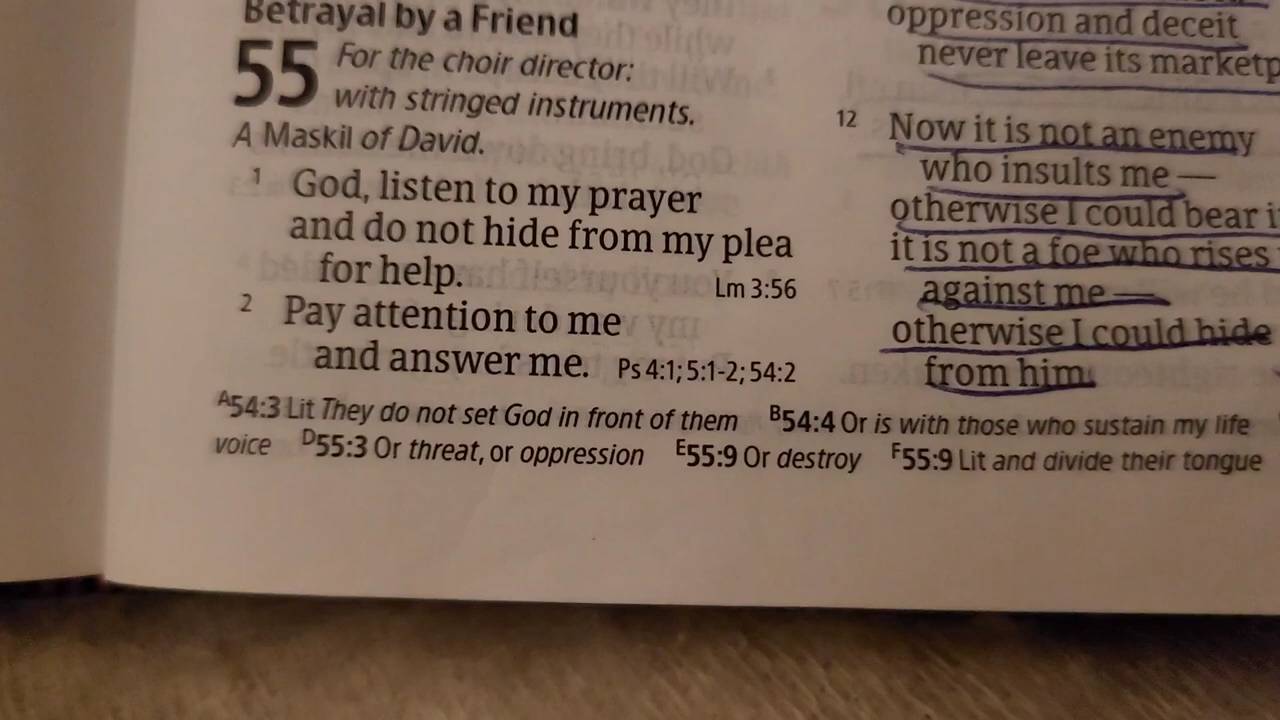 Betrayal by a Friend
55 For the choir director:
with stringed instruments.
A Maskil of David.
1 God, listen to my prayer
and do not hide from my plea
for help. Lm 3:56
2 Pay attention to me
and answer me. Ps 4:1; 5:1-2; 54:2
oppression and deceit
never leave its marketp
12 Now it is not an enemy
who insults me —
otherwise I could bear i
it is not a foe who rises
against me —
otherwise I could hide
from him.
A54:3 Lit They do not set God in front of them B54:4 Or is with those who sustain my life
voice D55:3 Or threat, or oppression E55:9 Or destroy F55:9 Lit and divide their tongue